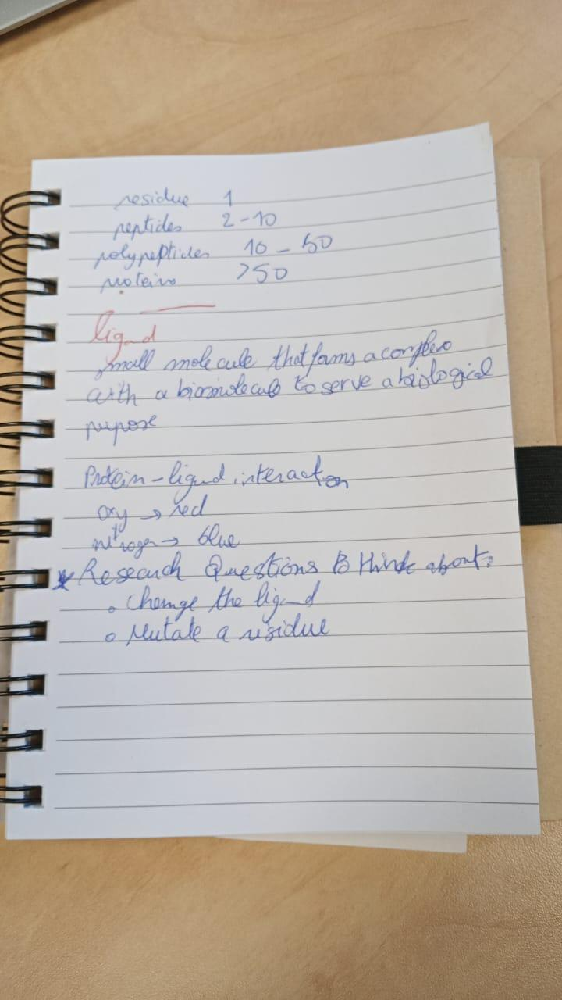 residue 1
peptides 2-10
polypeptides 10-50
proteins >50
ligand
small molecule that forms a complex
with a biomolecule to serve a biological
purpose
Protein-ligand interaction
oxy → red
nitrogen → blue
* Research Questions to think about:
o Change the ligand
o Mutate a residue